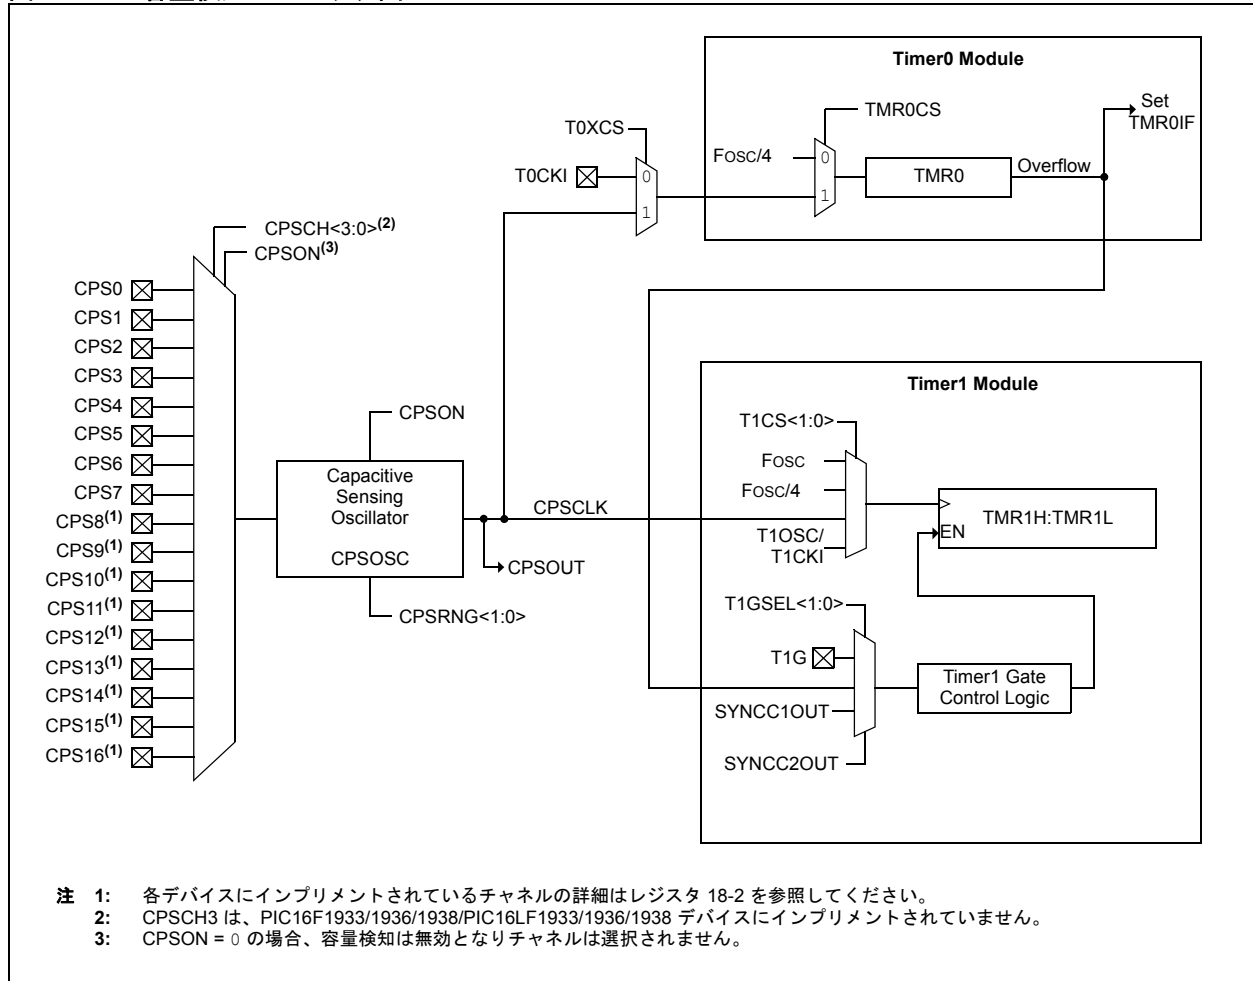 Timer0 Module
TMR0CS
Set
TMR0IF
T0XCS
FOSC/4
0
1
TMR0
Overflow
T0CKI
0
1
CPSCH<3:0>(2)
CPSON(3)
CPS0
CPS1
CPS2
CPS3
CPS4
CPS5
CPS6
CPS7
CPS8(1)
CPS9(1)
CPS10(1)
CPS11(1)
CPS12(1)
CPS13(1)
CPS14(1)
CPS15(1)
CPS16(1)
CPSON
Capacitive
Sensing
Oscillator
CPSOSC
CPSRNG<1:0>
CPSCLK
CPSOUT
Timer1 Module
T1CS<1:0>
FOSC
FOSC/4
T1OSC/
T1CKI
TMR1H:TMR1L
EN
T1GSEL<1:0>
T1G
SYNCC1OUT
SYNCC2OUT
Timer1 Gate
Control Logic
注 1: 各デバイスにインプリメントされているチャネルの詳細はレジスタ 18-2 を参照してください。
2: CPSCH3 は、PIC16F1933/1936/1938/PIC16LF1933/1936/1938 デバイスにインプリメントされていません。
3: CPSON = 0 の場合、容量検知は無効となりチャネルは選択されません。